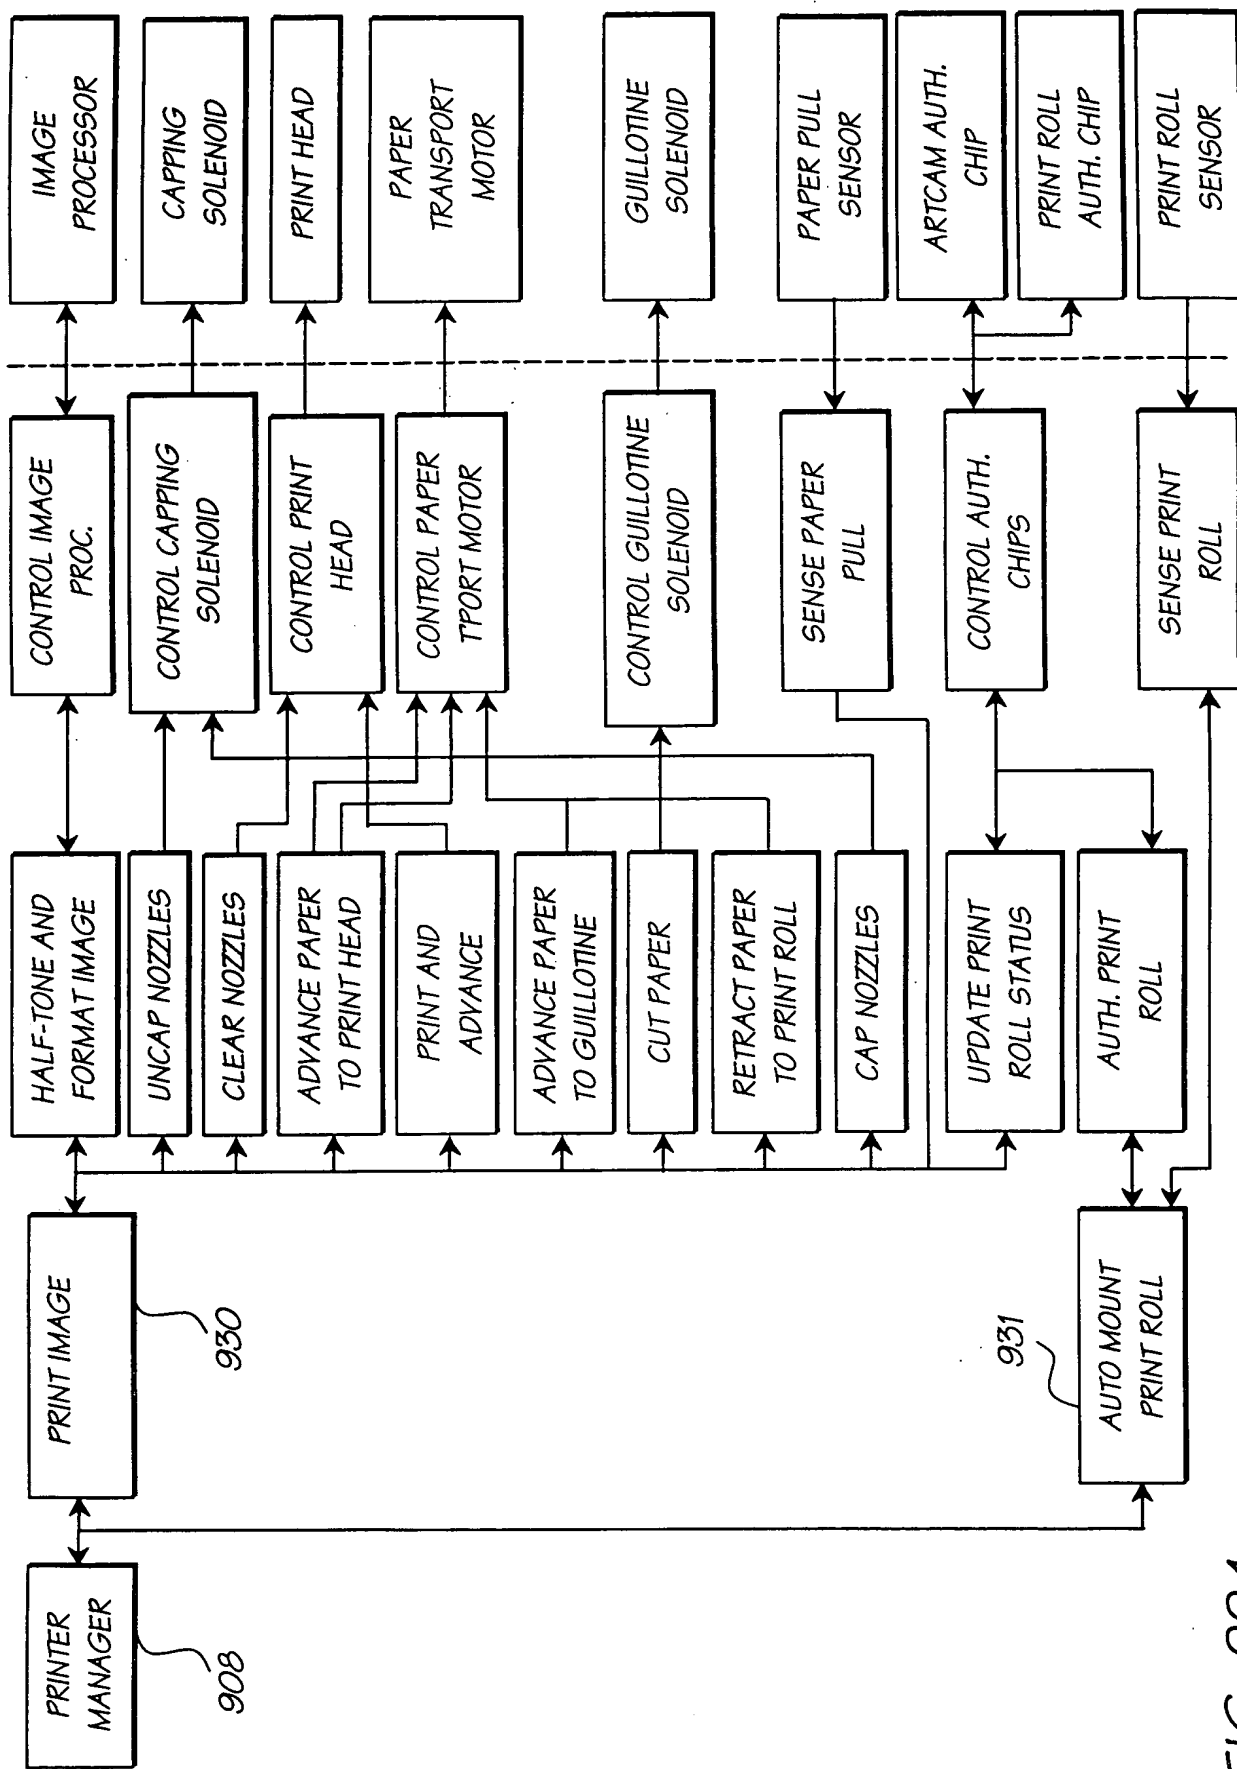 PRINTER
MANAGER
908
PRINT IMAGE
930
AUTO MOUNT
PRINT ROLL
931
HALF-TONE AND
FORMAT IMAGE
UNCAP NOZZLES
CLEAR NOZZLES
ADVANCE PAPER
TO PRINT HEAD
PRINT AND
ADVANCE
ADVANCE PAPER
TO GUILLOTINE
CUT PAPER
RETRACT PAPER
TO PRINT ROLL
CAP NOZZLES
UPDATE PRINT
ROLL STATUS
AUTH. PRINT
ROLL
CONTROL IMAGE
PROC.
CONTROL CAPPING
SOLENOID
CONTROL PRINT
HEAD
CONTROL PAPER
TPORT MOTOR
CONTROL GUILLOTINE
SOLENOID
SENSE PAPER
PULL
CONTROL AUTH.
CHIPS
SENSE PRINT
ROLL
IMAGE
PROCESSOR
CAPPING
SOLENOID
PRINT HEAD
PAPER
TRANSPORT
MOTOR
GUILLOTINE
SOLENOID
PAPER PULL
SENSOR
ARTCAM AUTH.
CHIP
PRINT ROLL
AUTH. CHIP
PRINT ROLL
SENSOR